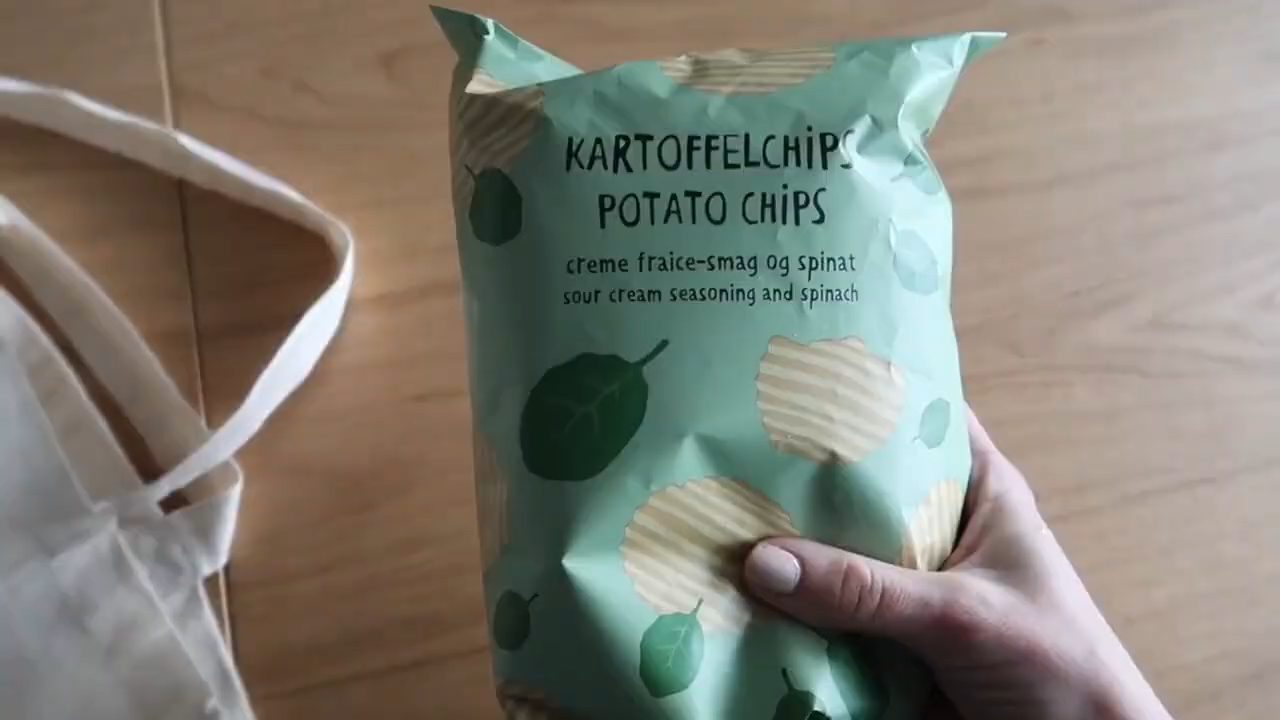 KARTOFFELCHiPS
POTATO CHiPS
creme fraice-smag og spinat
sour cream seasoning and spinach